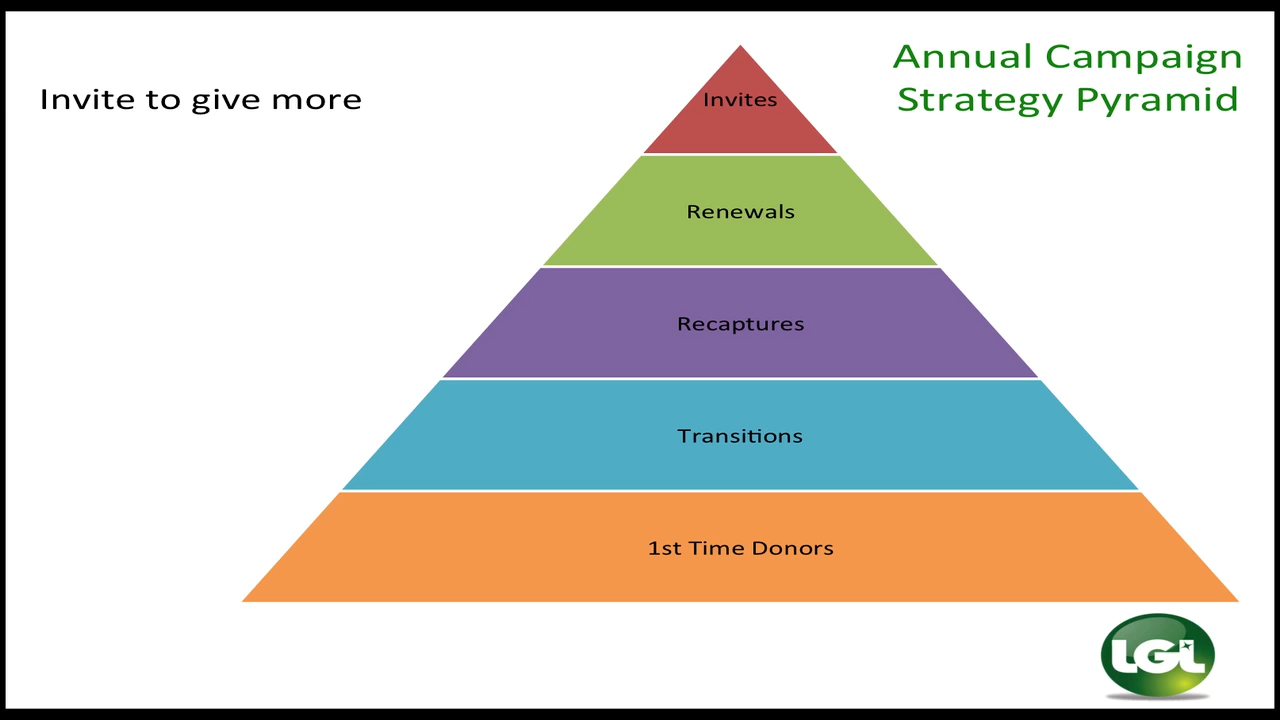 Annual Campaign
Strategy Pyramid
Invite to give more
Invites
Renewals
Recaptures
Transitions
1st Time Donors
LGL